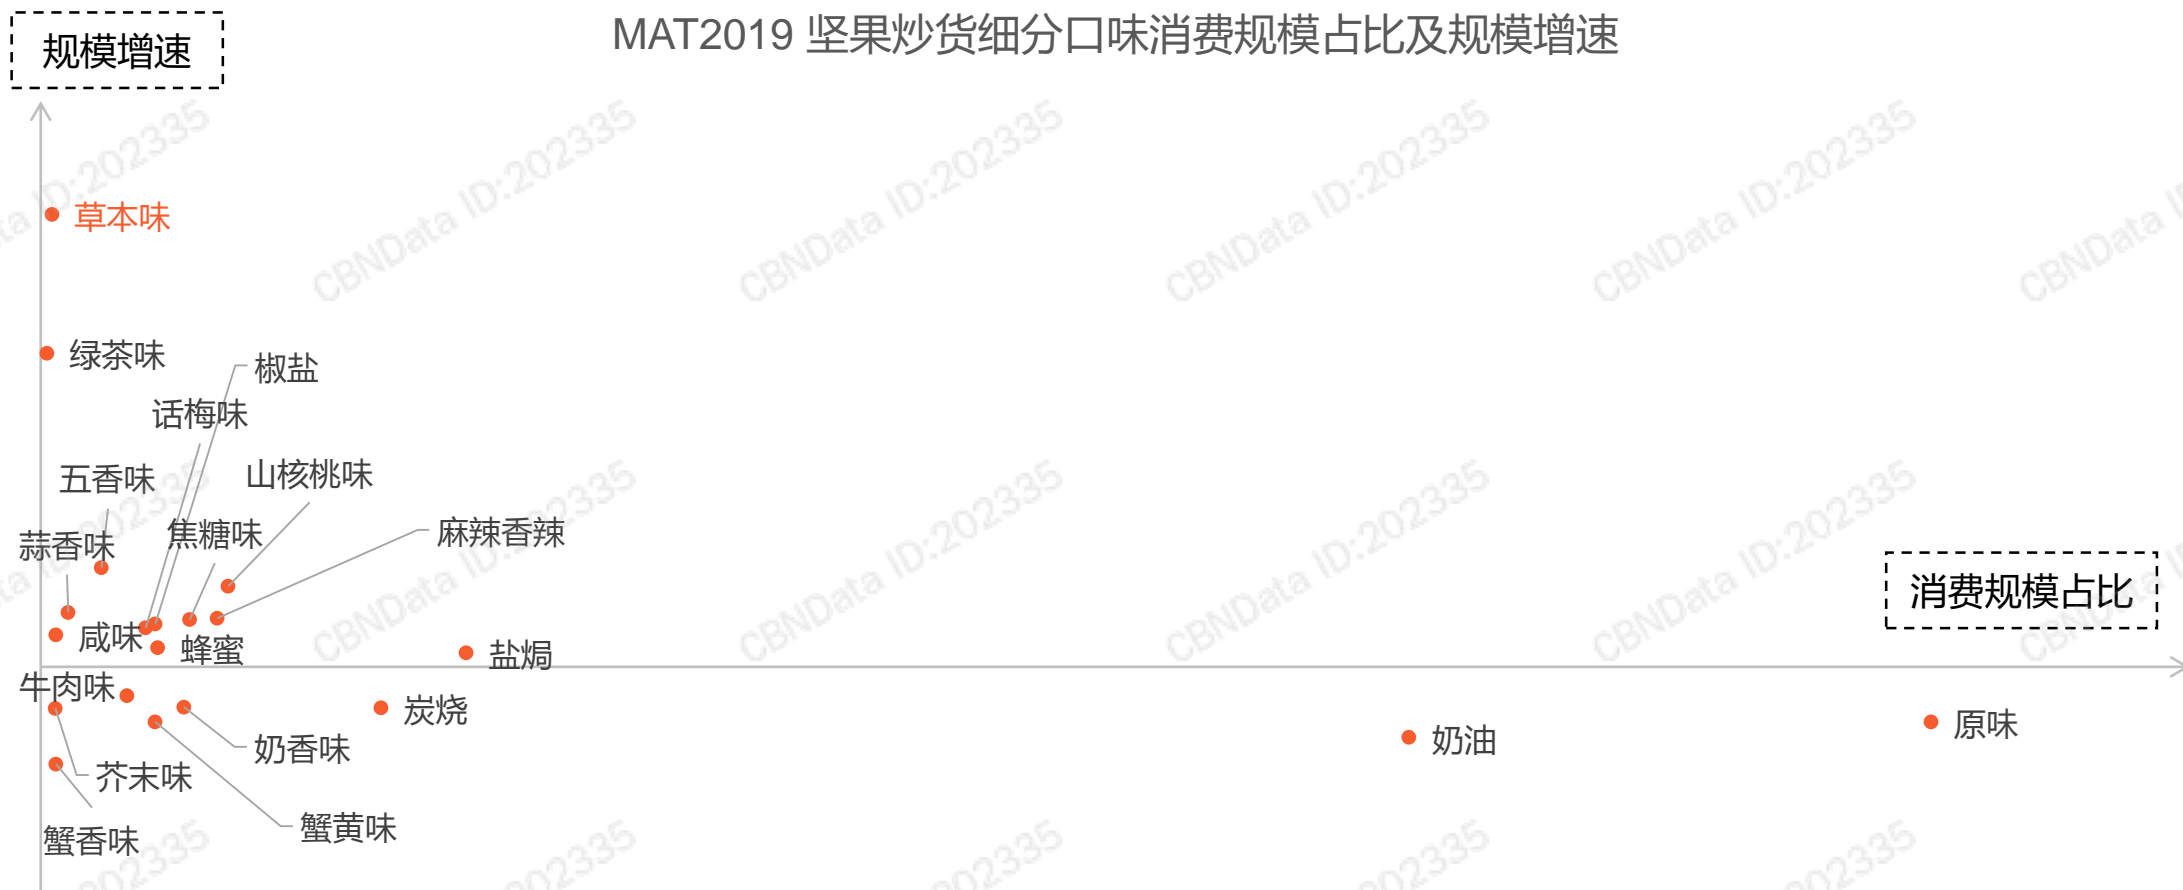 MAT2019 坚果炒货细分口味消费规模占比及规模增速
规模增速
草本味
绿茶味
椒盐
话梅味
山核桃味
五香味
麻辣香辣
焦糖味
蒜香味
消费规模占比
咸味
蜂蜜
盐焗
牛肉味
炭烧
原味
奶油
奶香味
芥末味
蟹黄味
蟹香味
CBNData ID:202335